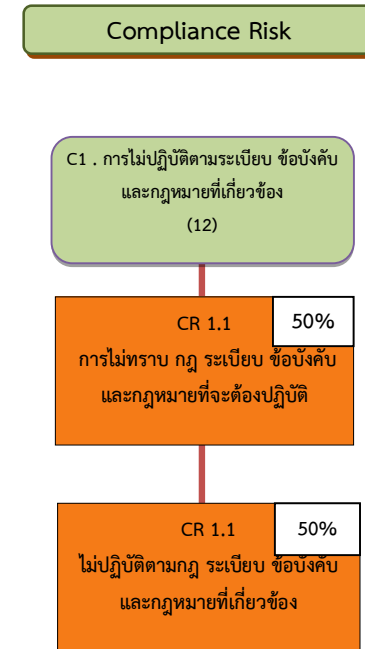 Compliance Risk
C1 . การไม่ปฏิบัติตามระเบียบ ข้อบังคับ
และกฎหมายที่เกี่ยวข้อง
(12)
CR 1.1
50%
การไม่ทราบ กฎ ระเบียบ ข้อบังคับ
และกฎหมายที่จะต้องปฏิบัติ
CR 1.1
50%
ไม่ปฏิบัติตามกฎ ระเบียบ ข้อบังคับ
และกฎหมายที่เกี่ยวข้อง